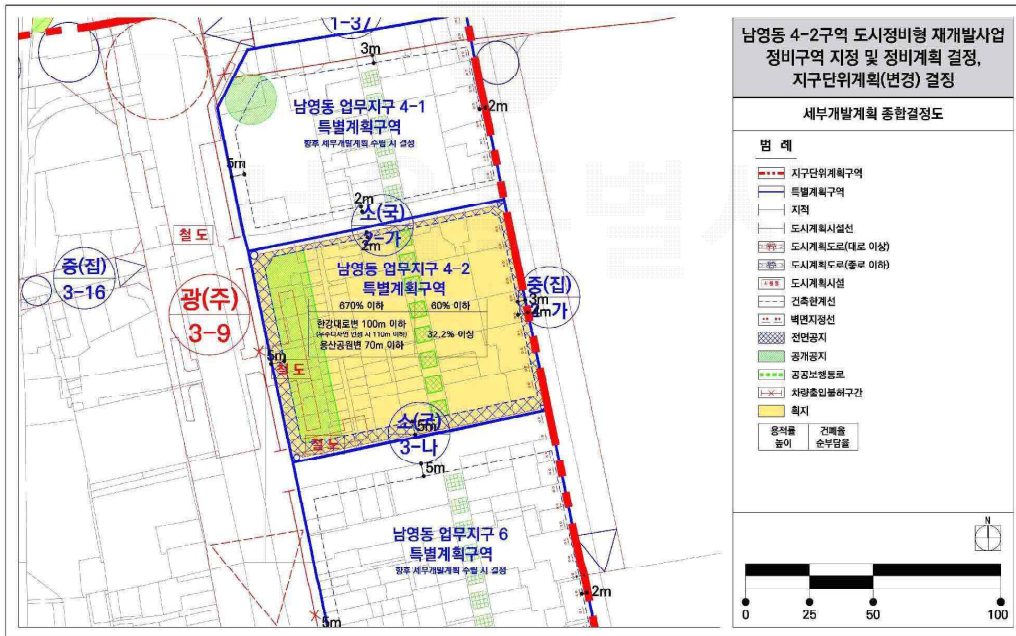 남영동 4-2구역 도시정비형 재개발사업
정비구역 지정 및 정비계획 결정,
지구단위계획(변경) 결정
세부개발계획 종합결정도
범 례
지구단위계획구역
특별계획구역
지적
도시계획시설선
도시계획도로(대로 이상)
도시계획도로(중로 이하)
도시계획시설
건축한계선
벽면지정선
전면공지
공개공지
공공보행통로
차량출입불허구간
획지
용적률
건폐율
높이
순부담율
N
0
25
50
100
1-37
3m
남영동 업무지구 4-1
특별계획구역
향후 세부개발계획 수립 시 결정
2m
5m
2m
소(국)
2m
철 도
중(집)
3-16
광(주)
3-9
남영동 업무지구 4-2
특별계획구역
670% 이하
60% 이하
한강대로변 100m 이하
32.2% 이상
용산공원변 70m 이하
중(집)
3m
4m
5m
철 도
철 도
소(국)
5m
3-나
5m
남영동 업무지구 6
특별계획구역
향후 세부개발계획 수립 시 결정
2m
5m